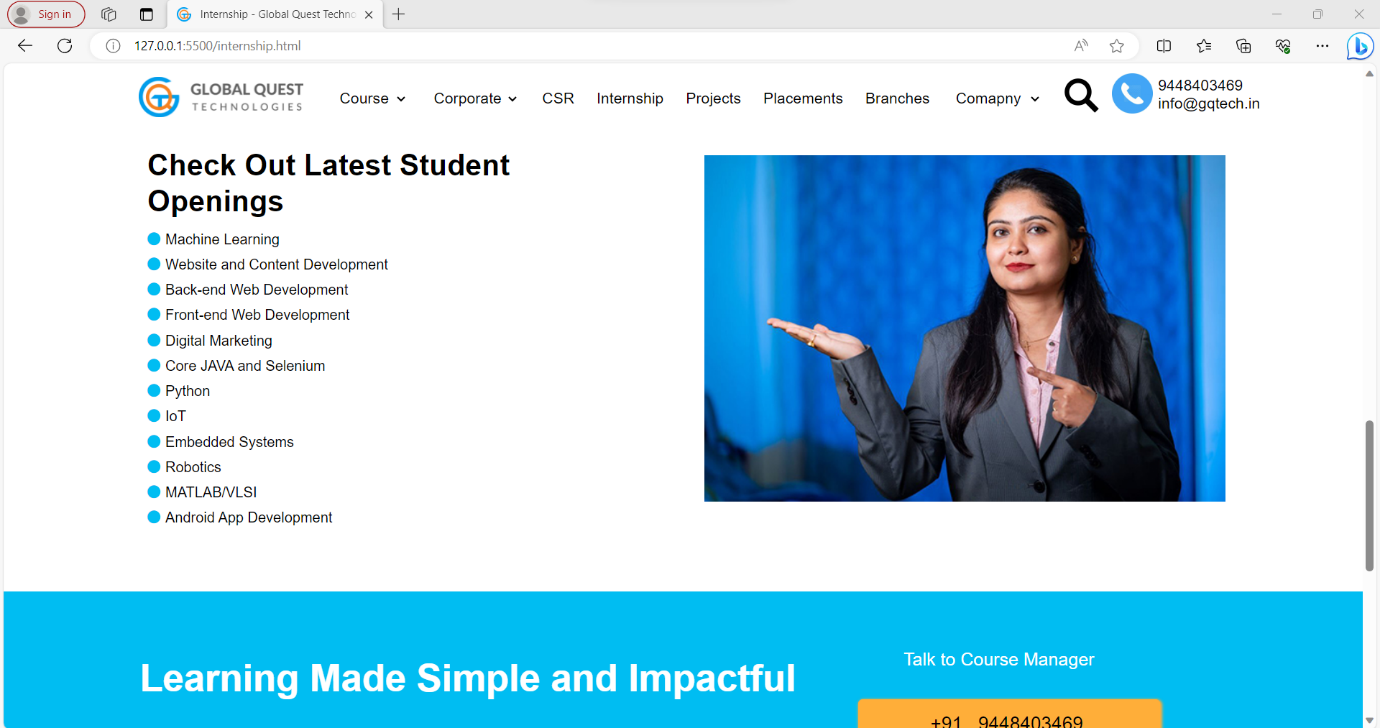 Sign in
Internship - Global Quest Techno
127.0.0.1:5500/internship.html
GLOBAL QUEST
TECHNOLOGIES
Course
Corporate
CSR
Internship
Projects
Placements
Branches
Comapny
9448403469
info@gqtech.in
Check Out Latest Student
Openings
Machine Learning
Website and Content Development
Back-end Web Development
Front-end Web Development
Digital Marketing
Core JAVA and Selenium
Python
IoT
Embedded Systems
Robotics
MATLAB/VLSI
Android App Development
Learning Made Simple and Impactful
Talk to Course Manager
+91 9448403469